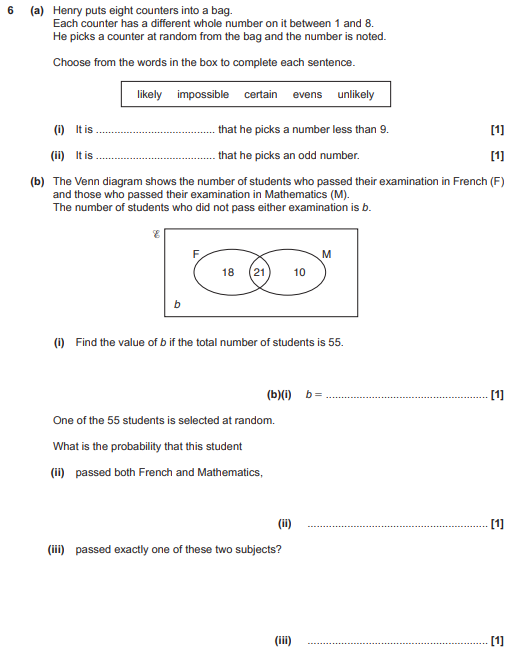 6 (a) Henry puts eight counters into a bag.
Each counter has a different whole number on it between 1 and 8.
He picks a counter at random from the bag and the number is noted.
Choose from the words in the box to complete each sentence.
likely impossible certain evens unlikely
(i) It is ..................................... that he picks a number less than 9. [1]
(ii) It is ..................................... that he picks an odd number. [1]
(b) The Venn diagram shows the number of students who passed their examination in French (F)
and those who passed their examination in Mathematics (M).
The number of students who did not pass either examination is b.
ℰ
F M
18 21 10
b
(i) Find the value of b if the total number of students is 55.
(b)(i) b = ..................................................... [1]
One of the 55 students is selected at random.
What is the probability that this student
(ii) passed both French and Mathematics,
(ii) ........................................................... [1]
(iii) passed exactly one of these two subjects?
(iii) ........................................................... [1]